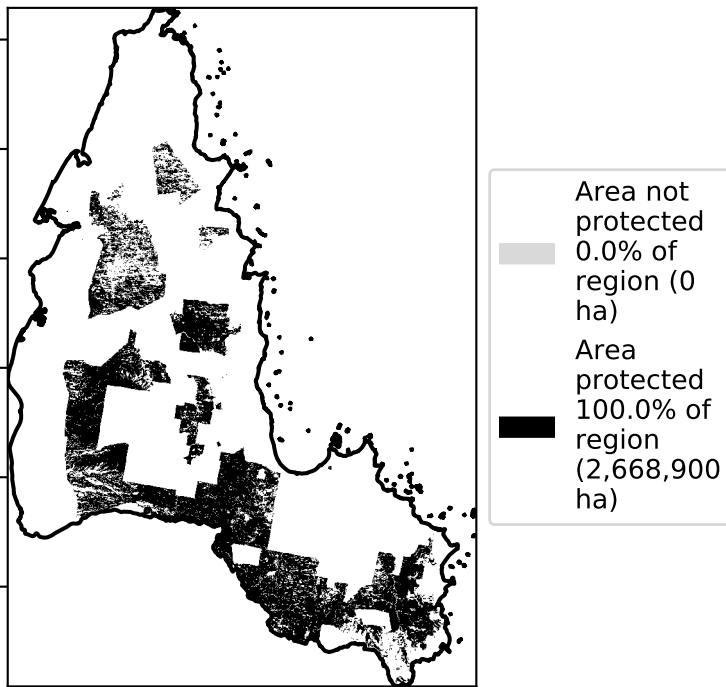 Area not
protected
0.0% of
region (0
ha)
Area
protected
100.0% of
region
(2,668,900
ha)